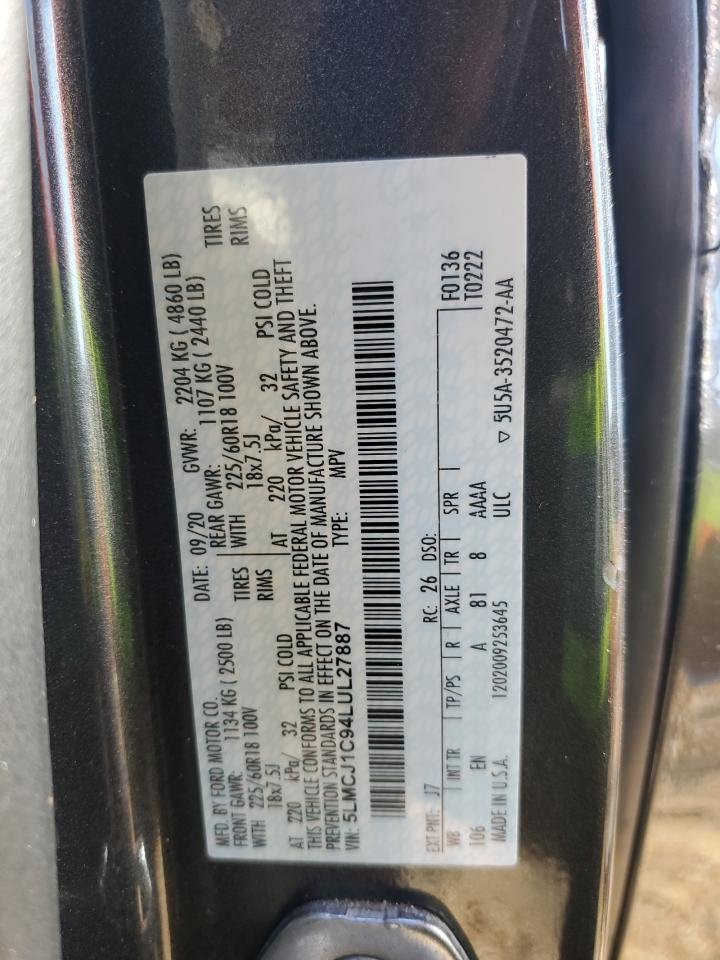 MFD. BY FORD MOTOR CO.
DATE: 09/20 GVWR: 2204 KG ( 4860 LB)
FRONT GAWR: 1134 KG ( 2500 LB) REAR GAWR: 1107 KG ( 2440 LB)
WITH 225/60R18 100V TIRES WITH 225/60R18 100V TIRES
18x7.5J RIMS 18x7.5J RIMS
AT 220 kPa/ 32 PSI COLD AT 220 kPa/ 32 PSI COLD
THIS VEHICLE CONFORMS TO ALL APPLICABLE FEDERAL MOTOR VEHICLE SAFETY AND THEFT
PREVENTION STANDARDS IN EFFECT ON THE DATE OF MANUFACTURE SHOWN ABOVE.
VIN: 5LMCJ1C94LUL27887 TYPE: MPV
EXT PNT: J7 RC: 26 DSO: F0136
WB INT TR TP/PS R AXLE TR SPR T0222
106 EN A 81 8 AAAA
MADE IN U.S.A. 1202009253645 ULC ▽ 5U5A-3520472-AA